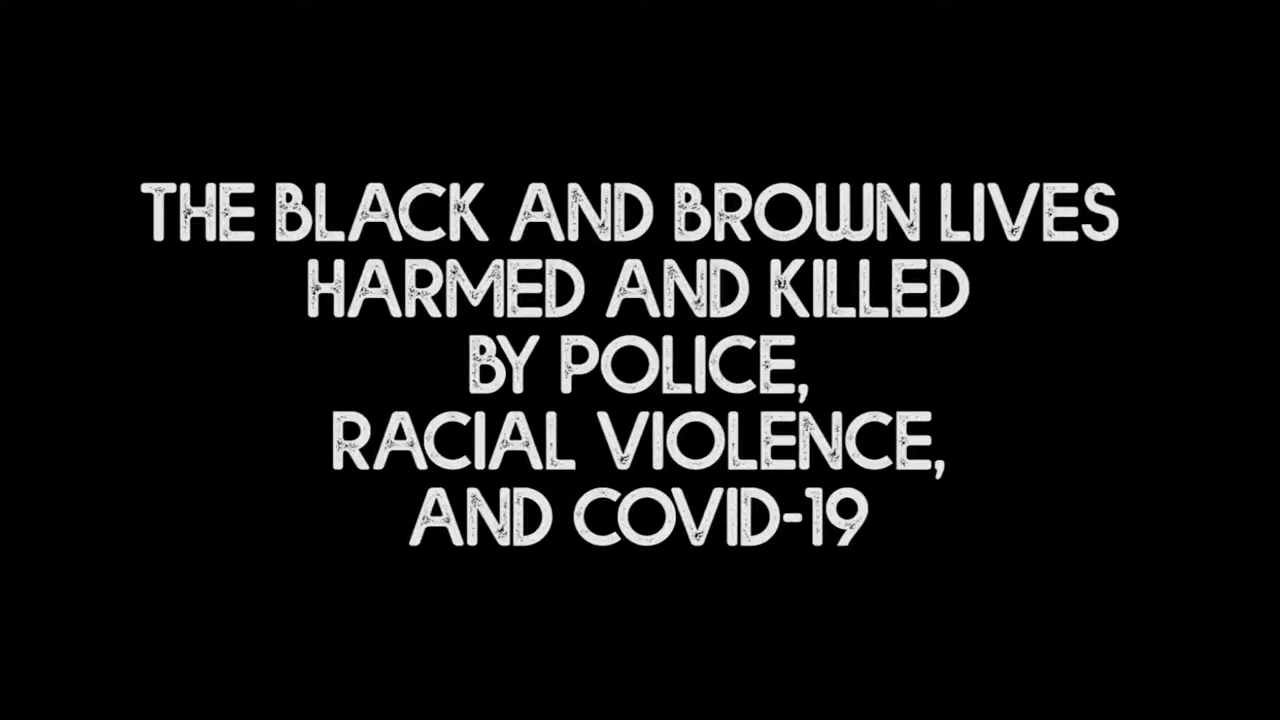 THE BLACK AND BROWN LIVES
HARMED AND KILLED
BY POLICE,
RACIAL VIOLENCE,
AND COVID-19